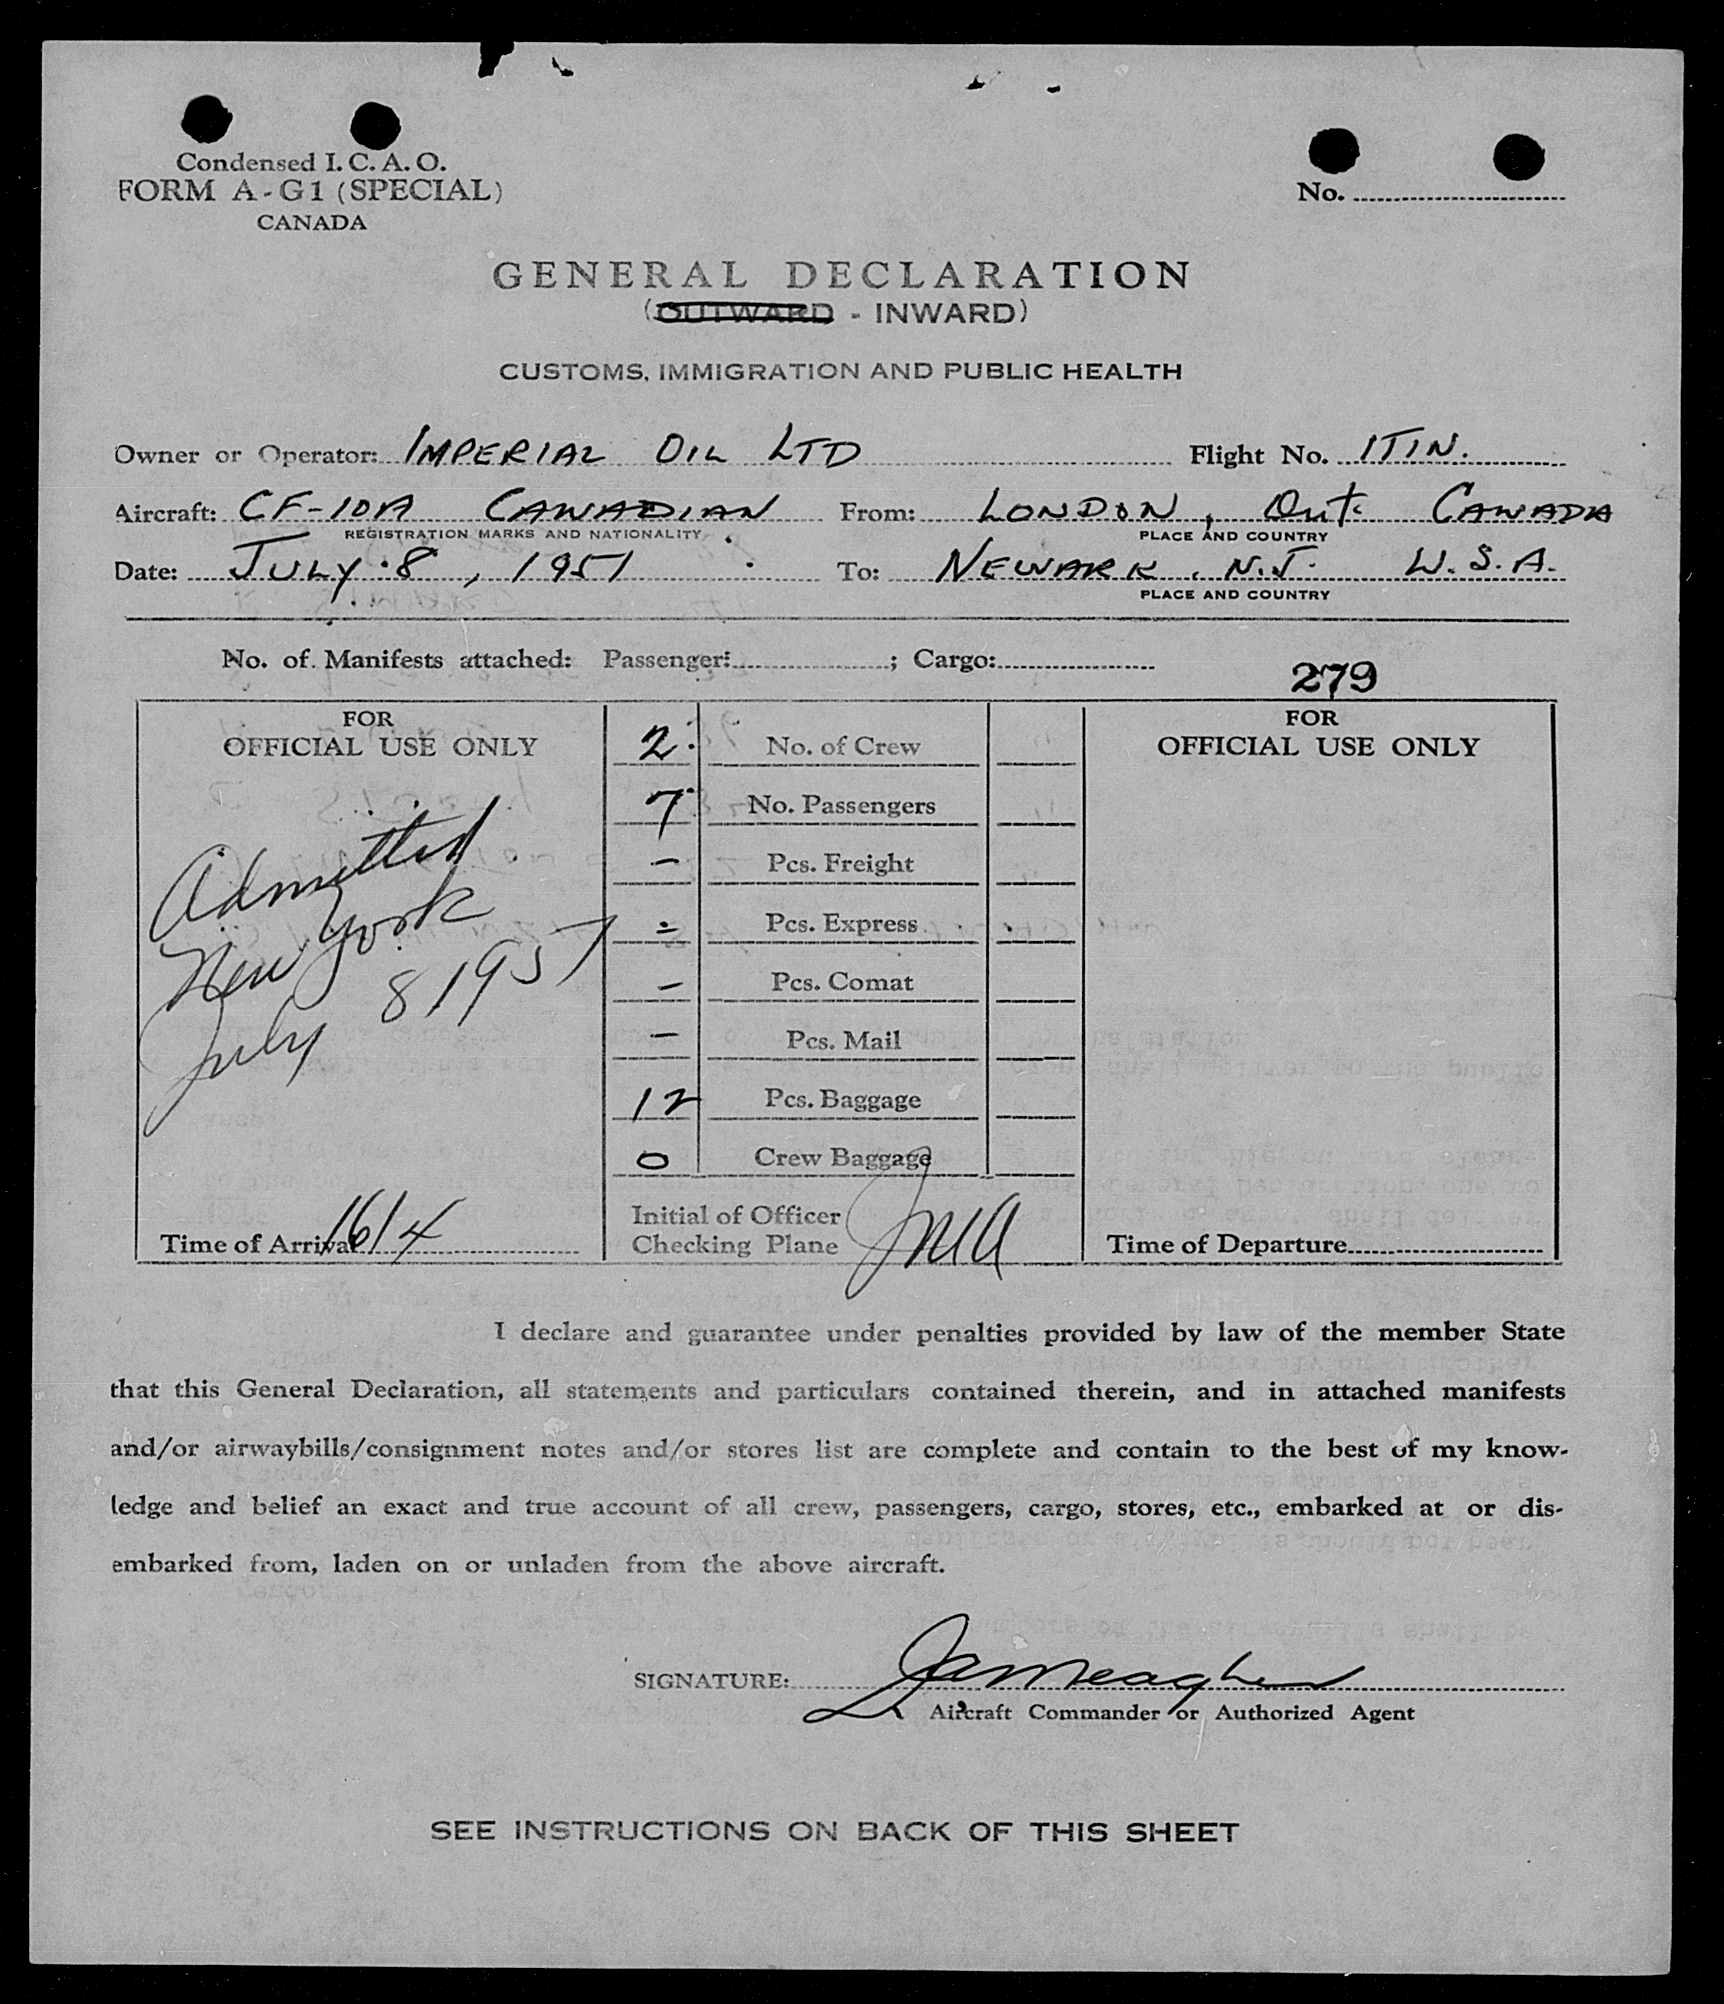 Condensed I. C. A. O.
FORM A - G1 (SPECIAL)
CANADA
No.
GENERAL DECLARATION
(OUTWARD - INWARD)
CUSTOMS, IMMIGRATION AND PUBLIC HEALTH
Owner or Operator: IMPERIAL OIL LTD Flight No. ITIN.
Aircraft: CF-IOA CANADIAN From: LONDON, Ont. CANADA
REGISTRATION MARKS AND NATIONALITY PLACE AND COUNTRY
Date: JULY 8, 1951 To: NEWARK, N.J. U.S.A.
PLACE AND COUNTRY
No. of Manifests attached: Passenger: ; Cargo:
279
FOR OFFICIAL USE ONLY
Admitted
New York
July 8 1951
Time of Arrival 1614
2. No. of Crew
7 No. Passengers
- Pcs. Freight
- Pcs. Express
- Pcs. Comat
- Pcs. Mail
12 Pcs. Baggage
0 Crew Baggage
Initial of Officer
Checking Plane
FOR
OFFICIAL USE ONLY
Time of Departure
I declare and guarantee under penalties provided by law of the member State
that this General Declaration, all statements and particulars contained therein, and in attached manifests
and/or airwaybills/consignment notes and/or stores list are complete and contain to the best of my know-
ledge and belief an exact and true account of all crew, passengers, cargo, stores, etc., embarked at or dis-
embarked from, laden on or unladen from the above aircraft.
SIGNATURE: JaMeagher
Aircraft Commander or Authorized Agent
SEE INSTRUCTIONS ON BACK OF THIS SHEET